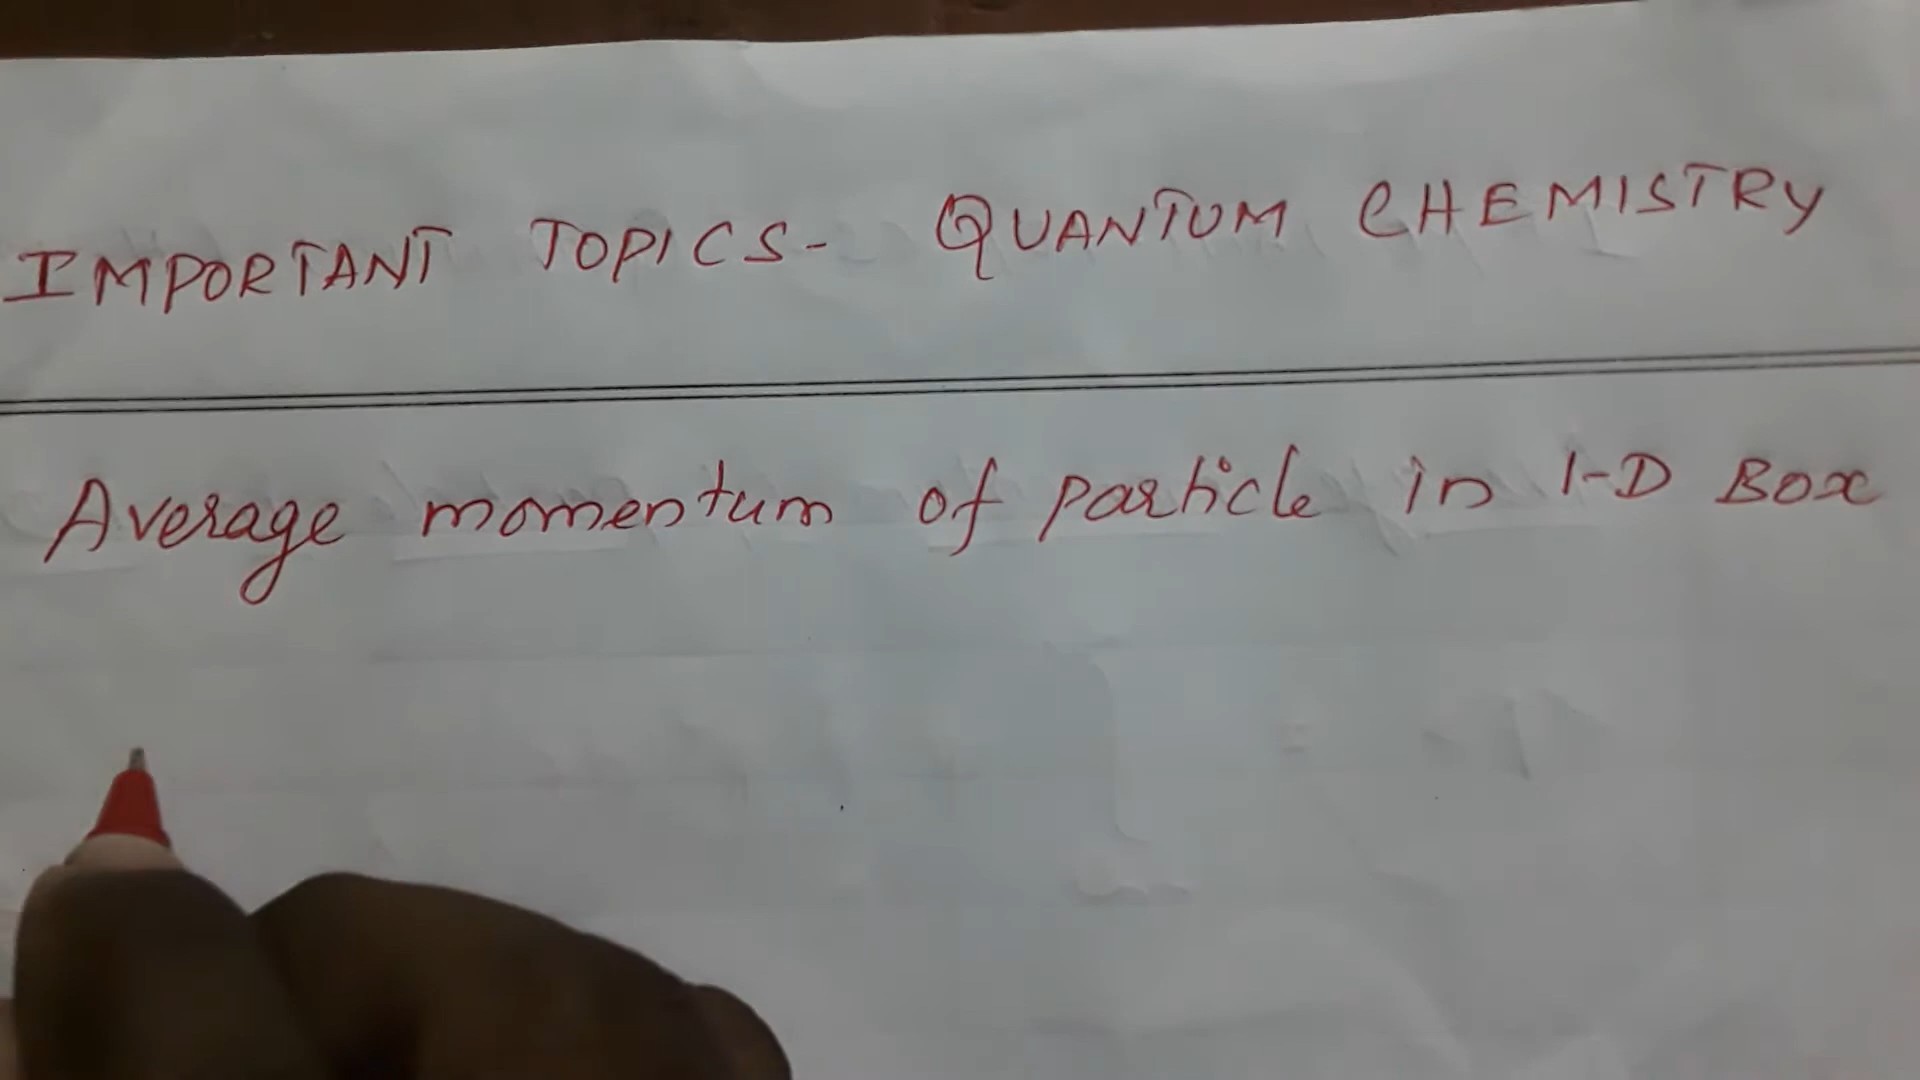 IMPORTANT TOPICS- QUANTUM CHEMISTRY
Average momentum of particle in 1-D Box